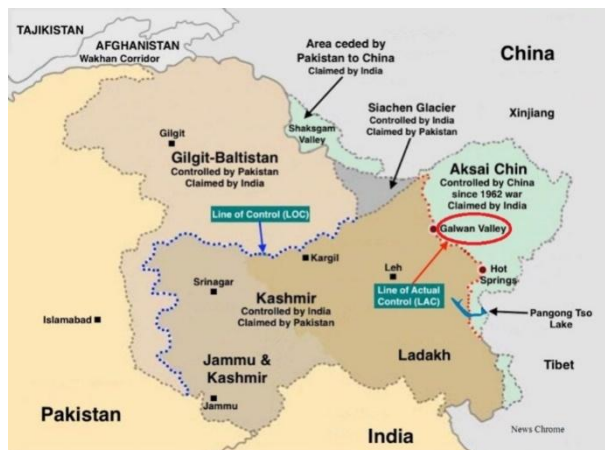 TAJIKISTAN
AFGHANISTAN
Wakhan Corridor
Area ceded by
Pakistan to China
Claimed by India
China
Xinjiang
Siachen Glacier
Controlled by India
Claimed by Pakistan
Shaksgam
Valley
Gilgit
Gilgit-Baltistan
Controlled by Pakistan
Claimed by India
Aksai Chin
Controlled by China
since 1962 war
Claimed by India
Line of Control (LOC)
Galwan Valley
Kargil
Leh
Hot
Springs
Srinagar
Line of Actual
Control (LAC)
Kashmir
Controlled by India
Claimed by Pakistan
Islamabad
Pangong Tso
Lake
Ladakh
Jammu &
Kashmir
Tibet
Jammu
Pakistan
India
News Chrome